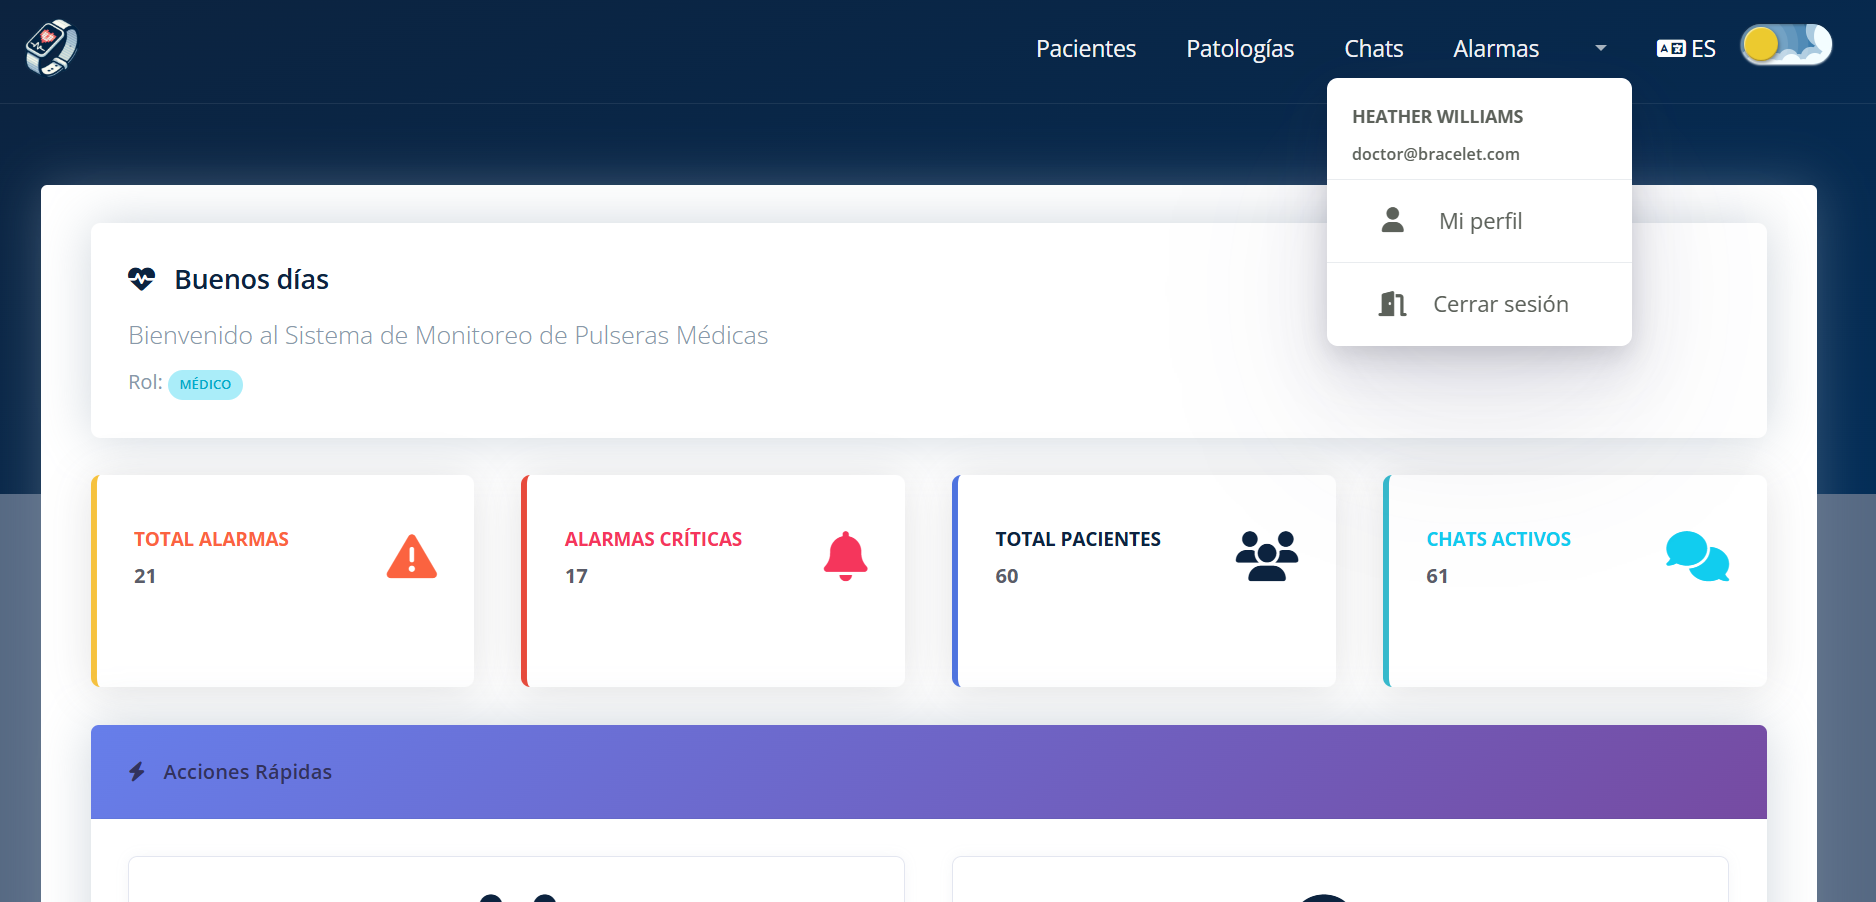 Pacientes
Patologías
Chats
Alarmas
ES
HEATHER WILLIAMS
doctor@bracelet.com
Mi perfil
Cerrar sesión
Buenos días
Bienvenido al Sistema de Monitoreo de Pulseras Médicas
Rol: MÉDICO
TOTAL ALARMAS
21
ALARMAS CRÍTICAS
17
TOTAL PACIENTES
60
CHATS ACTIVOS
61
Acciones Rápidas